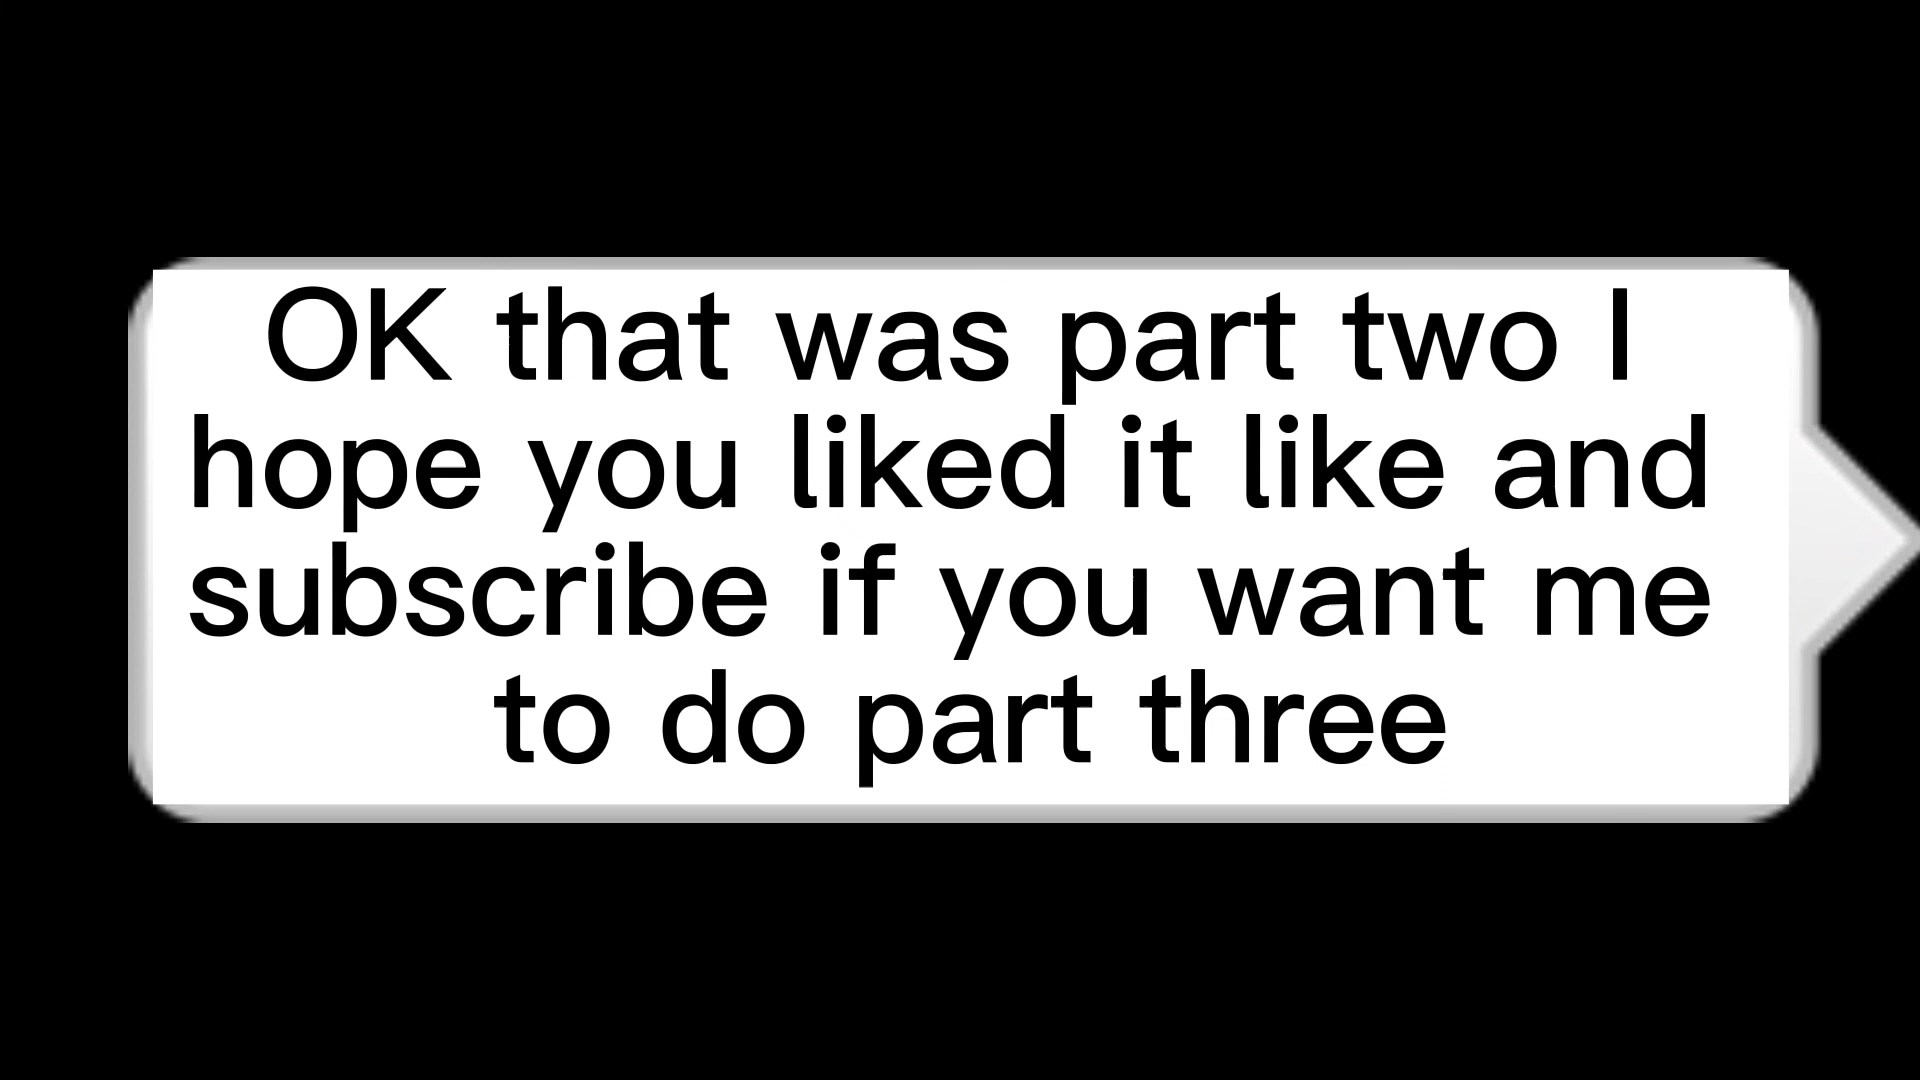 OK that was part two I
hope you liked it like and
subscribe if you want me
to do part three